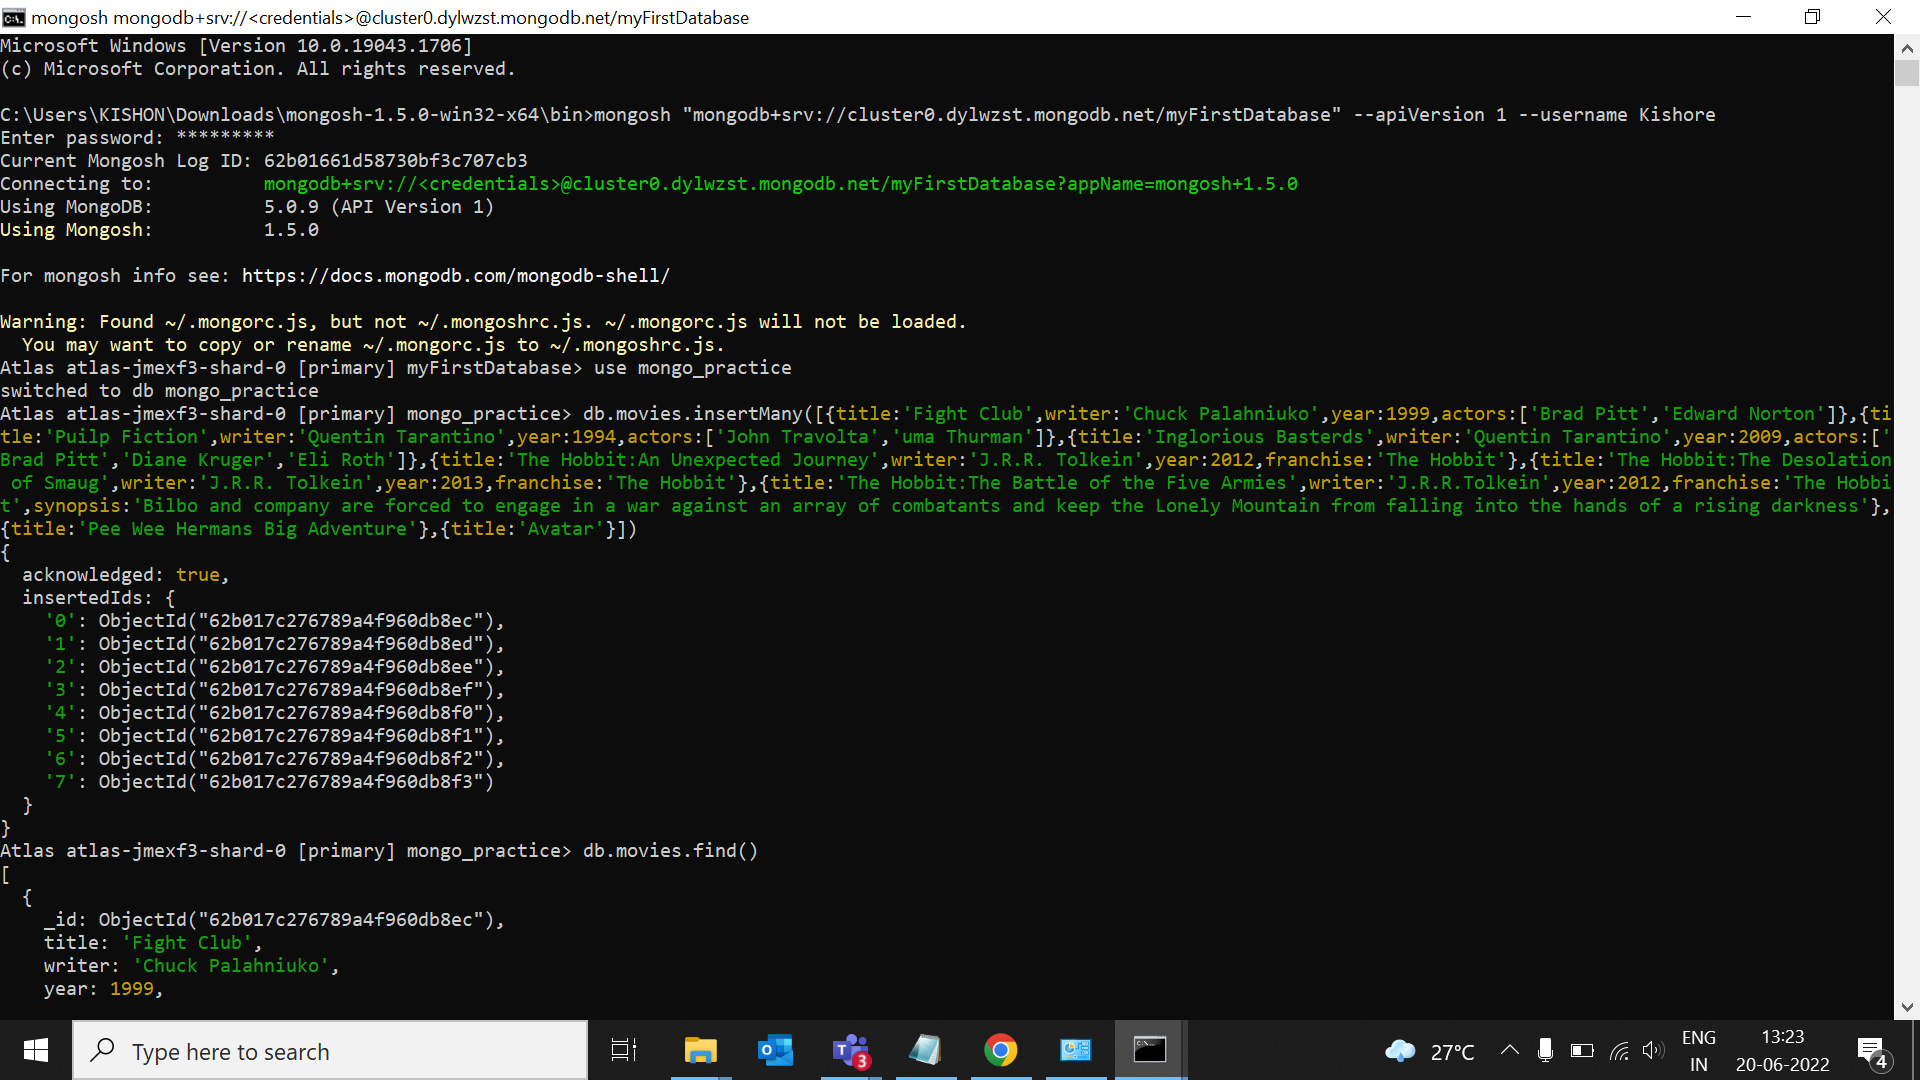 mongosh mongodb+srv://<credentials>@cluster0.dylwzst.mongodb.net/myFirstDatabase
Microsoft Windows [Version 10.0.19043.1706]
(c) Microsoft Corporation. All rights reserved.
C:\Users\KISHON\Downloads\mongosh-1.5.0-win32-x64\bin>mongosh "mongodb+srv://cluster0.dylwzst.mongodb.net/myFirstDatabase" --apiVersion 1 --username Kishore
Enter password: *********
Current Mongosh Log ID: 62b01661d58730bf3c707cb3
Connecting to:          mongodb+srv://<credentials>@cluster0.dylwzst.mongodb.net/myFirstDatabase?appName=mongosh+1.5.0
Using MongoDB:          5.0.9 (API Version 1)
Using Mongosh:          1.5.0
For mongosh info see: https://docs.mongodb.com/mongodb-shell/
Warning: Found ~/.mongorc.js, but not ~/.mongoshrc.js. ~/.mongorc.js will not be loaded.
  You may want to copy or rename ~/.mongorc.js to ~/.mongoshrc.js.
Atlas atlas-jmexf3-shard-0 [primary] myFirstDatabase> use mongo_practice
switched to db mongo_practice
Atlas atlas-jmexf3-shard-0 [primary] mongo_practice> db.movies.insertMany([{title:'Fight Club',writer:'Chuck Palahniuko',year:1999,actors:['Brad Pitt','Edward Norton']},{ti
tle:'Puilp Fiction',writer:'Quentin Tarantino',year:1994,actors:['John Travolta','uma Thurman']},{title:'Inglorious Basterds',writer:'Quentin Tarantino',year:2009,actors:['
Brad Pitt','Diane Kruger','Eli Roth']},{title:'The Hobbit:An Unexpected Journey',writer:'J.R.R. Tolkein',year:2012,franchise:'The Hobbit'},{title:'The Hobbit:The Desolation
 of Smaug',writer:'J.R.R. Tolkein',year:2013,franchise:'The Hobbit'},{title:'The Hobbit:The Battle of the Five Armies',writer:'J.R.R.Tolkein',year:2012,franchise:'The Hobbi
t',synopsis:'Bilbo and company are forced to engage in a war against an array of combatants and keep the Lonely Mountain from falling into the hands of a rising darkness'},
{title:'Pee Wee Hermans Big Adventure'},{title:'Avatar'}])
{
  acknowledged: true,
  insertedIds: {
    '0': ObjectId("62b017c276789a4f960db8ec"),
    '1': ObjectId("62b017c276789a4f960db8ed"),
    '2': ObjectId("62b017c276789a4f960db8ee"),
    '3': ObjectId("62b017c276789a4f960db8ef"),
    '4': ObjectId("62b017c276789a4f960db8f0"),
    '5': ObjectId("62b017c276789a4f960db8f1"),
    '6': ObjectId("62b017c276789a4f960db8f2"),
    '7': ObjectId("62b017c276789a4f960db8f3")
  }
}
Atlas atlas-jmexf3-shard-0 [primary] mongo_practice> db.movies.find()
[
  {
    _id: ObjectId("62b017c276789a4f960db8ec"),
    title: 'Fight Club',
    writer: 'Chuck Palahniuko',
    year: 1999,
Type here to search
3
27°C
ENG
IN
13:23
20-06-2022
4